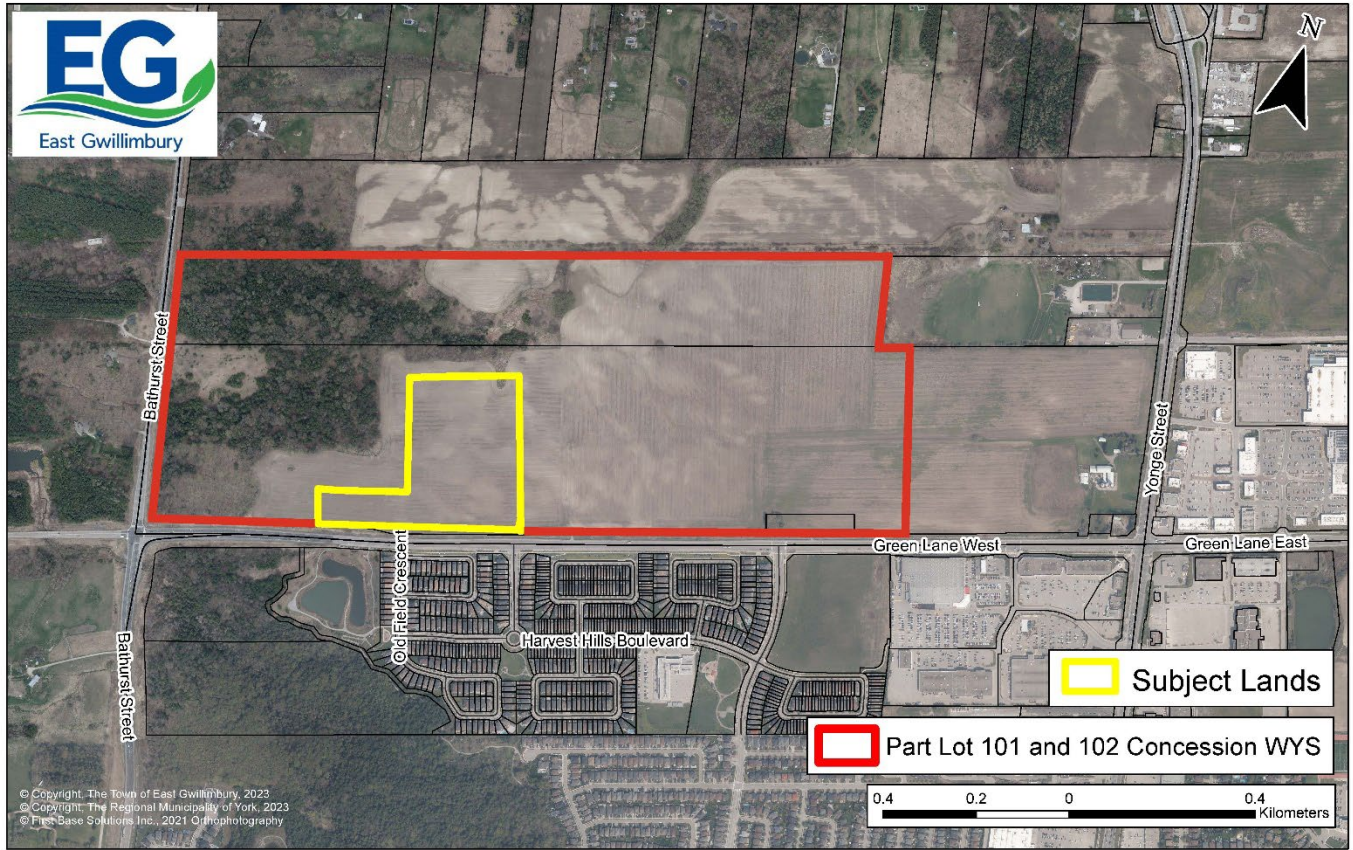 EG
East Gwillimbury
N
Bathurst Street
Yonge Street
Green Lane West
Green Lane East
Old Field Crescent
Harvest Hills Boulevard
Bathurst Street
Subject Lands
Part Lot 101 and 102 Concession WYS
0.4 0.2 0 0.4
Kilometers
© Copyright, The Town of East Gwillimbury, 2023
© Copyright, The Regional Municipality of York, 2023
© First Base Solutions Inc., 2021 Orthophotography